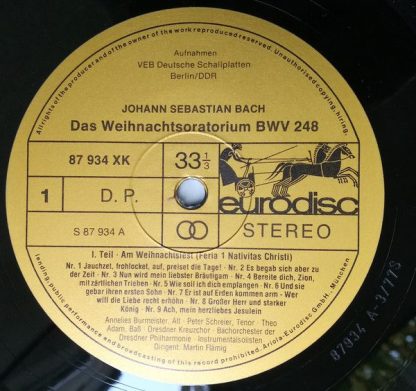 All rights of the producer and of the owner of the work reproduced reserved. Unauthorised copying, hiring,
lending, public performance and broadcasting of this record prohibited. Ariola-Eurodisc GmbH, München
Aufnahmen
VEB Deutsche Schallplatten
Berlin/DDR
JOHANN SEBASTIAN BACH
Das Weihnachtsoratorium BWV 248
87 934 XK
33 1/3
1
D. P.
eurodisc
S 87 934 A
STEREO
I. Teil · Am Weihnachtsfest (Feria 1 Nativitas Christi)
Nr. 1 Jauchzet, frohlocket, auf, preiset die Tage! · Nr. 2 Es begab sich aber zu
der Zeit · Nr. 3 Nun wird mein liebster Bräutigam · Nr. 4 Bereite dich, Zion,
mit zärtlichen Trieben · Nr. 5 Wie soll ich dich empfangen · Nr. 6 Und sie
gebar ihren ersten Sohn · Nr. 7 Er ist auf Erden kommen arm - Wer
will die Liebe recht erhöhn · Nr. 8 Großer Herr und starker
König · Nr. 9 Ach, mein herzliebes Jesulein
Annelies Burmeister, Alt · Peter Schreier, Tenor · Theo
Adam, Baß · Dresdner Kreuzchor · Bachorchester der
Dresdner Philharmonie · Instrumentalsolisten
Dirigent: Martin Flämig
87934 A